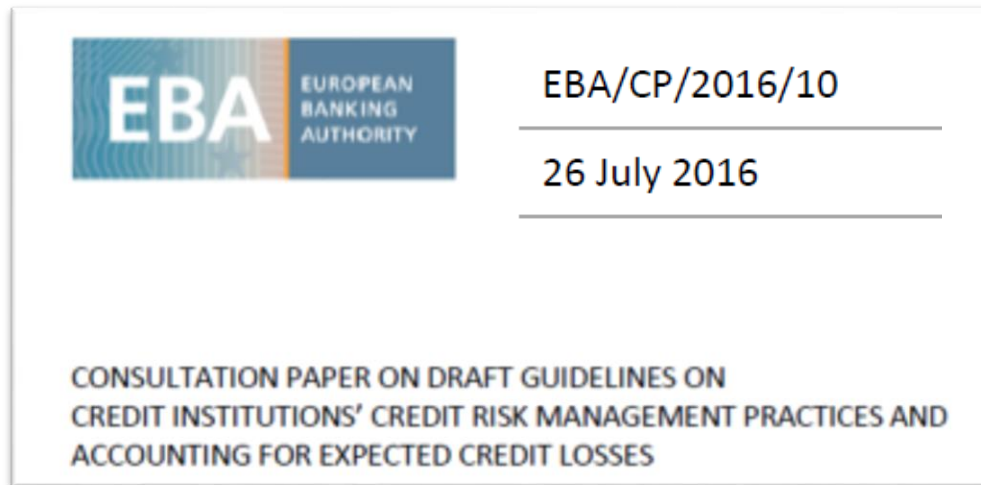 EBA
EUROPEAN
BANKING
AUTHORITY
EBA/CP/2016/10
26 July 2016
CONSULTATION PAPER ON DRAFT GUIDELINES ON
CREDIT INSTITUTIONS’ CREDIT RISK MANAGEMENT PRACTICES AND
ACCOUNTING FOR EXPECTED CREDIT LOSSES